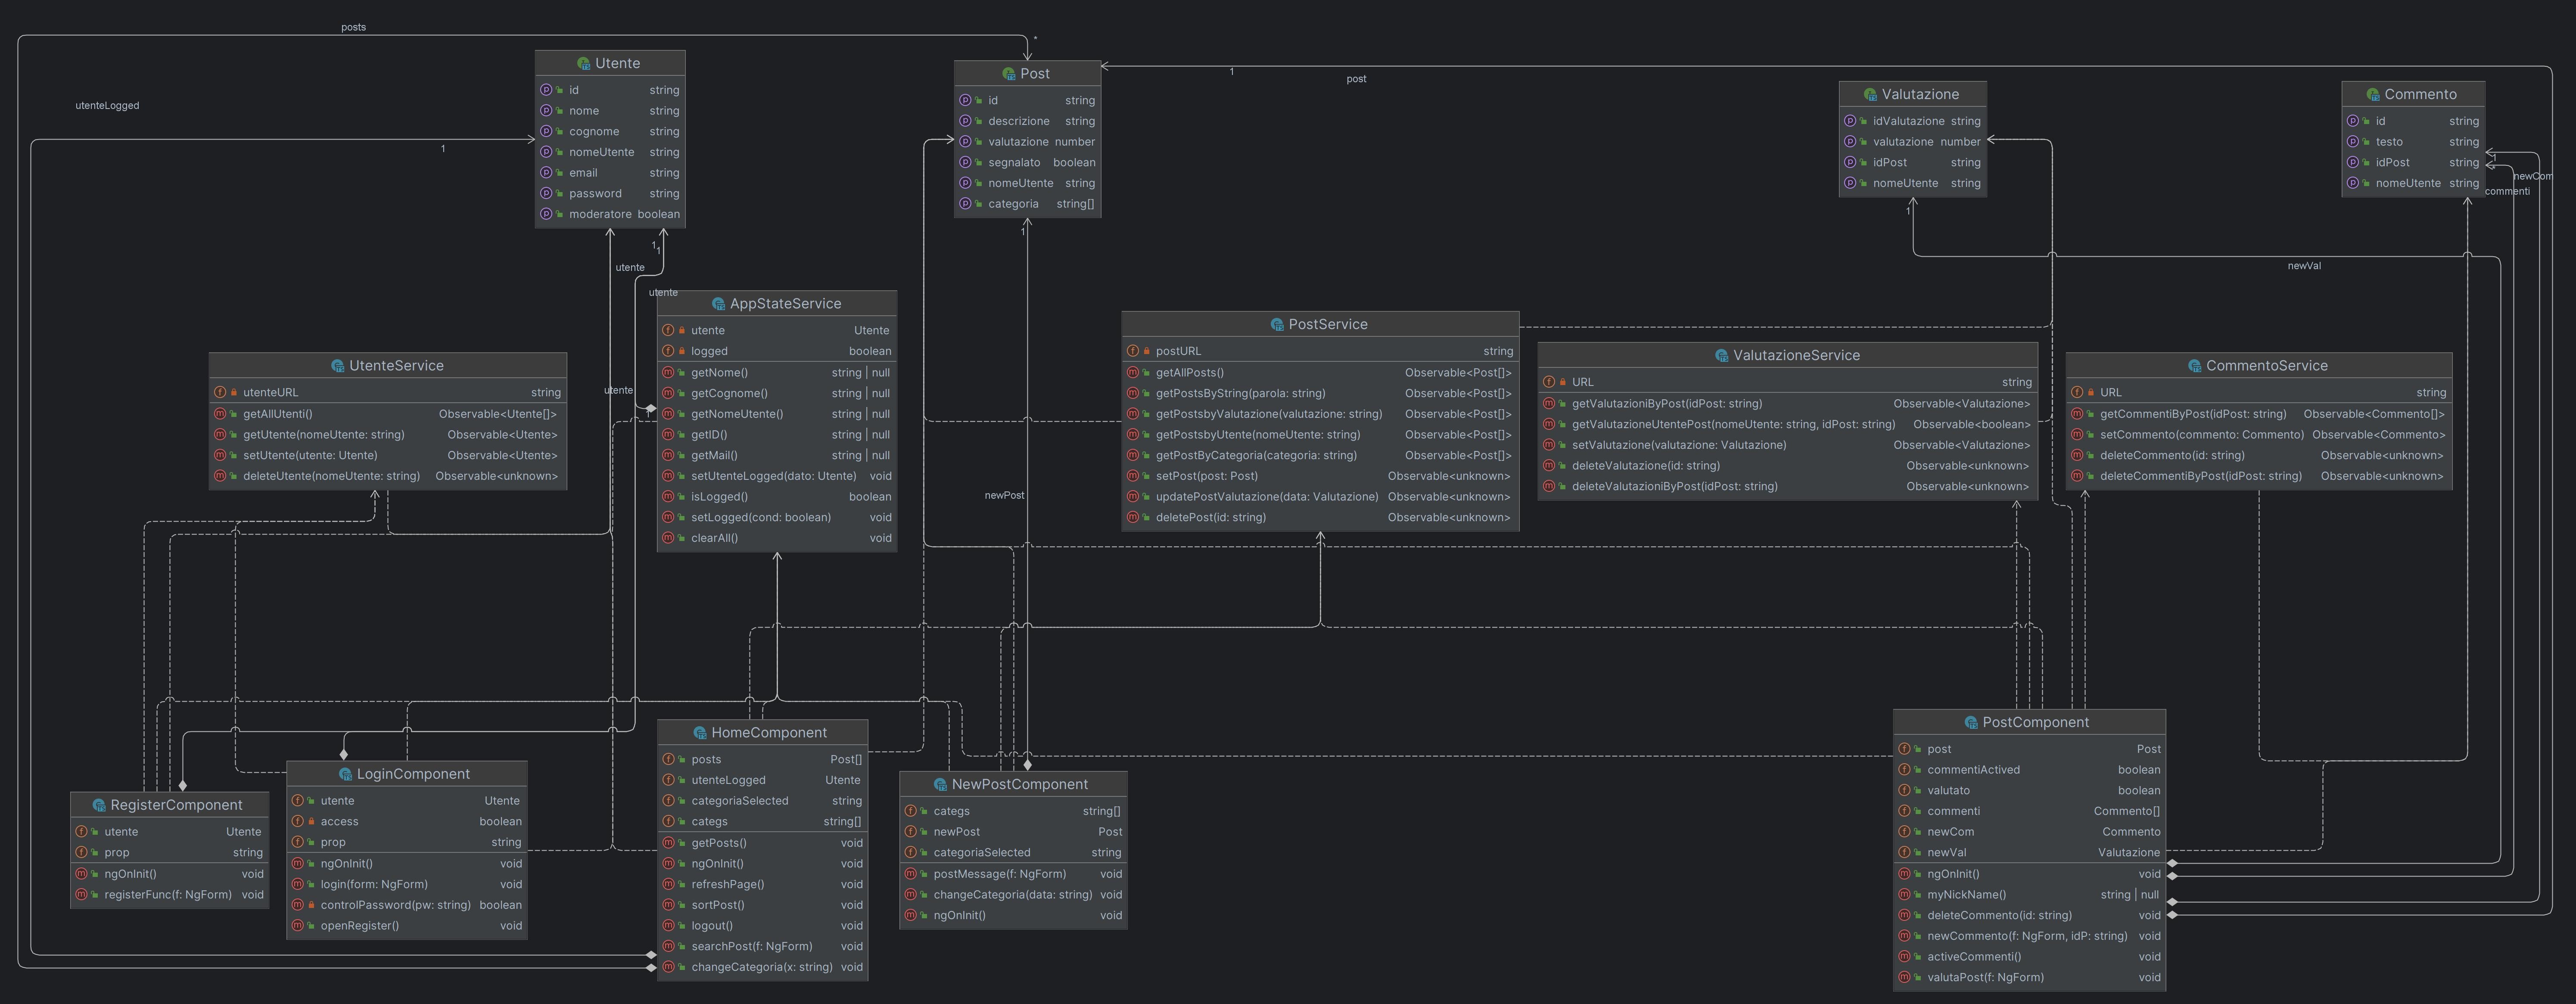 posts
*
utenteLogged
1
1
post
Utente
id string
nome string
cognome string
nomeUtente string
email string
password string
moderatore boolean
Post
id string
descrizione string
valutazione number
segnalato boolean
nomeUtente string
categoria string[]
Valutazione
idValutazione string
valutazione number
idPost string
nomeUtente string
Commento
id string
testo string
idPost string
nomeUtente string
1
newCom
commenti
1
1
utente
utente
utente
1
1
newVal
newPost
UtenteService
utenteURL string
getAllUtenti() Observable<Utente[]>
getUtente(nomeUtente: string) Observable<Utente>
setUtente(utente: Utente) Observable<Utente>
deleteUtente(nomeUtente: string) Observable<unknown>
AppStateService
utente Utente
logged boolean
getNome() string | null
getCognome() string | null
getNomeUtente() string | null
getID() string | null
getMail() string | null
setUtenteLogged(dato: Utente) void
isLogged() boolean
setLogged(cond: boolean) void
clearAll() void
PostService
postURL string
getAllPosts() Observable<Post[]>
getPostsByString(parola: string) Observable<Post[]>
getPostsbyValutazione(valutazione: string) Observable<Post[]>
getPostsbyUtente(nomeUtente: string) Observable<Post[]>
getPostByCategoria(categoria: string) Observable<Post[]>
setPost(post: Post) Observable<unknown>
updatePostValutazione(data: Valutazione) Observable<unknown>
deletePost(id: string) Observable<unknown>
ValutazioneService
URL string
getValutazioniByPost(idPost: string) Observable<Valutazione>
getValutazioneUtentePost(nomeUtente: string, idPost: string) Observable<boolean>
setValutazione(valutazione: Valutazione) Observable<Valutazione>
deleteValutazione(id: string) Observable<unknown>
deleteValutazioniByPost(idPost: string) Observable<unknown>
CommentoService
URL string
getCommentiByPost(idPost: string) Observable<Commento[]>
setCommento(commento: Commento) Observable<Commento>
deleteCommento(id: string) Observable<unknown>
deleteCommentiByPost(idPost: string) Observable<unknown>
RegisterComponent
utente Utente
prop string
ngOnInit() void
registerFunc(f: NgForm) void
LoginComponent
utente Utente
access boolean
prop string
ngOnInit() void
login(form: NgForm) void
controlPassword(pw: string) boolean
openRegister() void
HomeComponent
posts Post[]
utenteLogged Utente
categoriaSelected string
categs string[]
getPosts() void
ngOnInit() void
refreshPage() void
sortPost() void
logout() void
searchPost(f: NgForm) void
changeCategoria(x: string) void
NewPostComponent
categs string[]
newPost Post
categoriaSelected string
postMessage(f: NgForm) void
changeCategoria(data: string) void
ngOnInit() void
PostComponent
post Post
commentiActived boolean
valutato boolean
commenti Commento[]
newCom Commento
newVal Valutazione
ngOnInit() void
myNickName() string | null
deleteCommento(id: string) void
newCommento(f: NgForm, idP: string) void
activeCommenti() void
valutaPost(f: NgForm) void